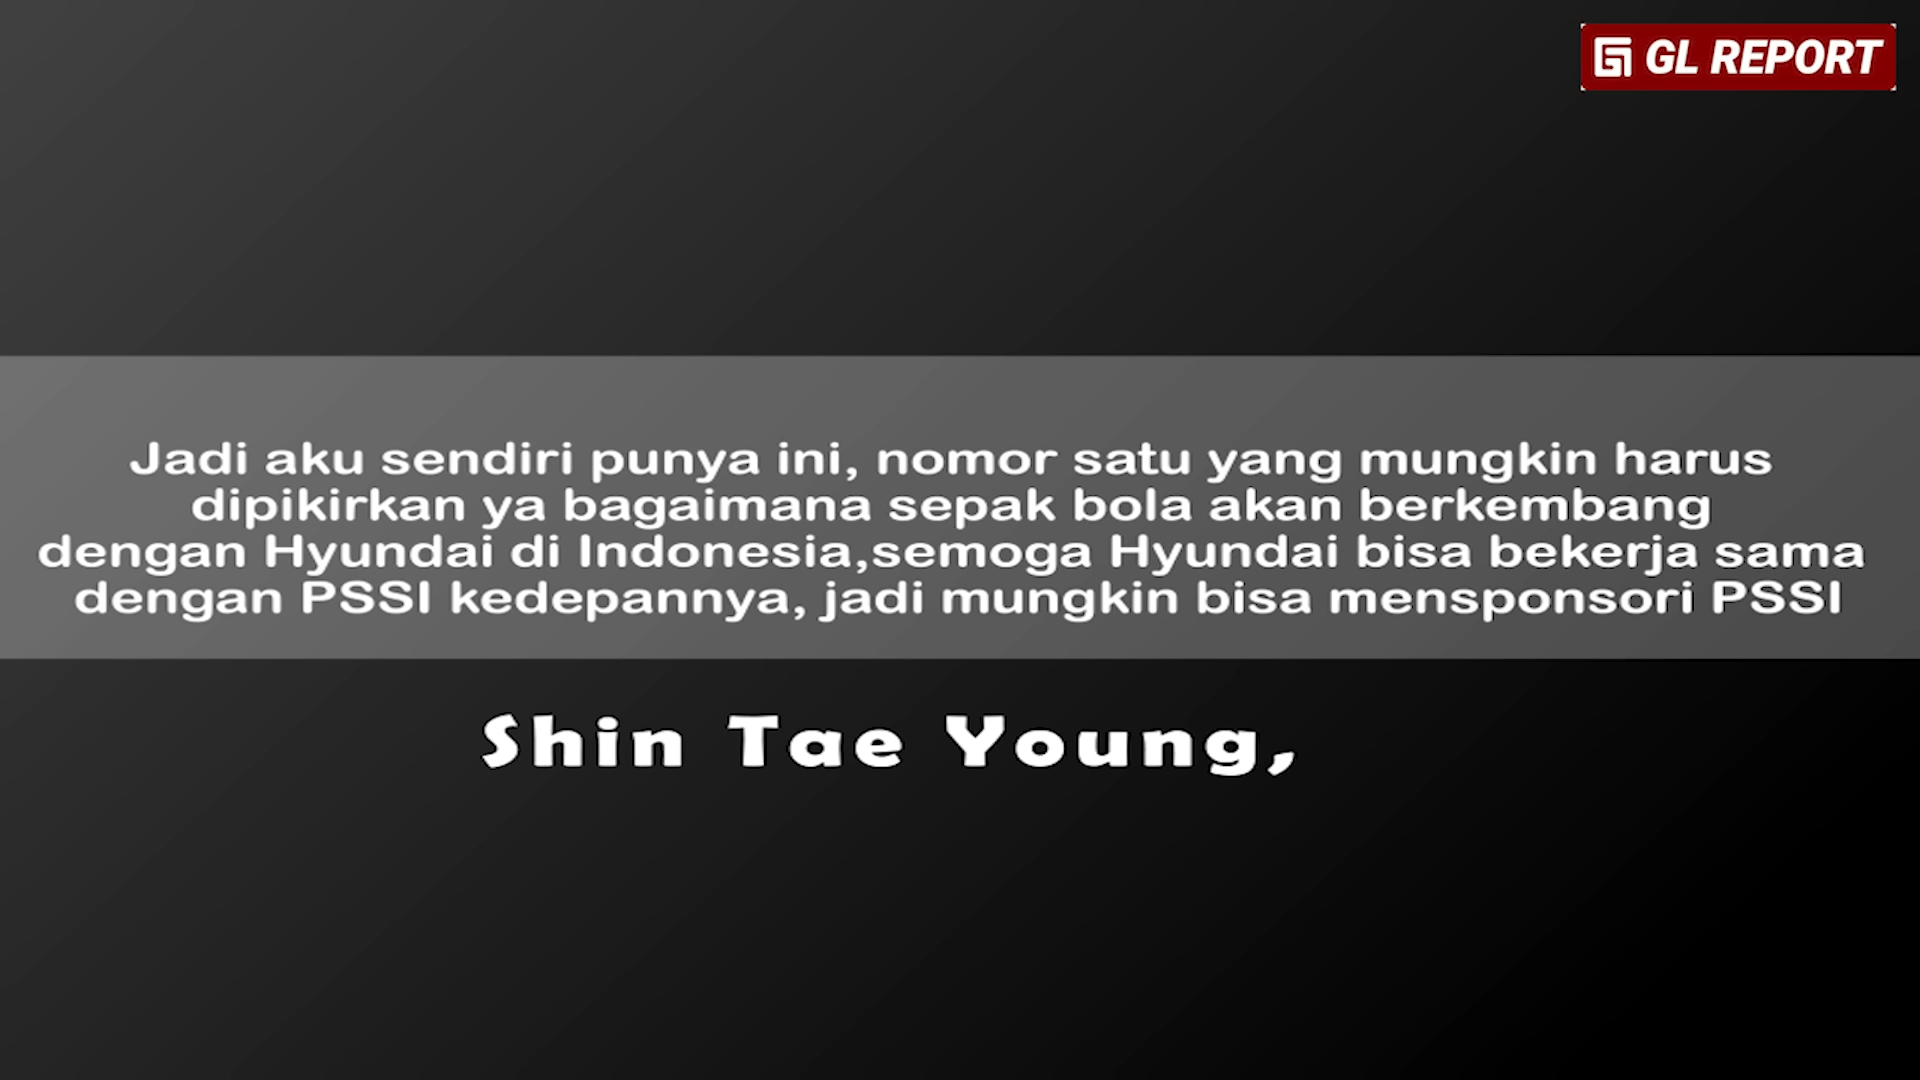 GL REPORT
Jadi aku sendiri punya ini, nomor satu yang mungkin harus
dipikirkan ya bagaimana sepak bola akan berkembang
dengan Hyundai di Indonesia,semoga Hyundai bisa bekerja sama
dengan PSSI kedepannya, jadi mungkin bisa mensponsori PSSI
Shin Tae Young,